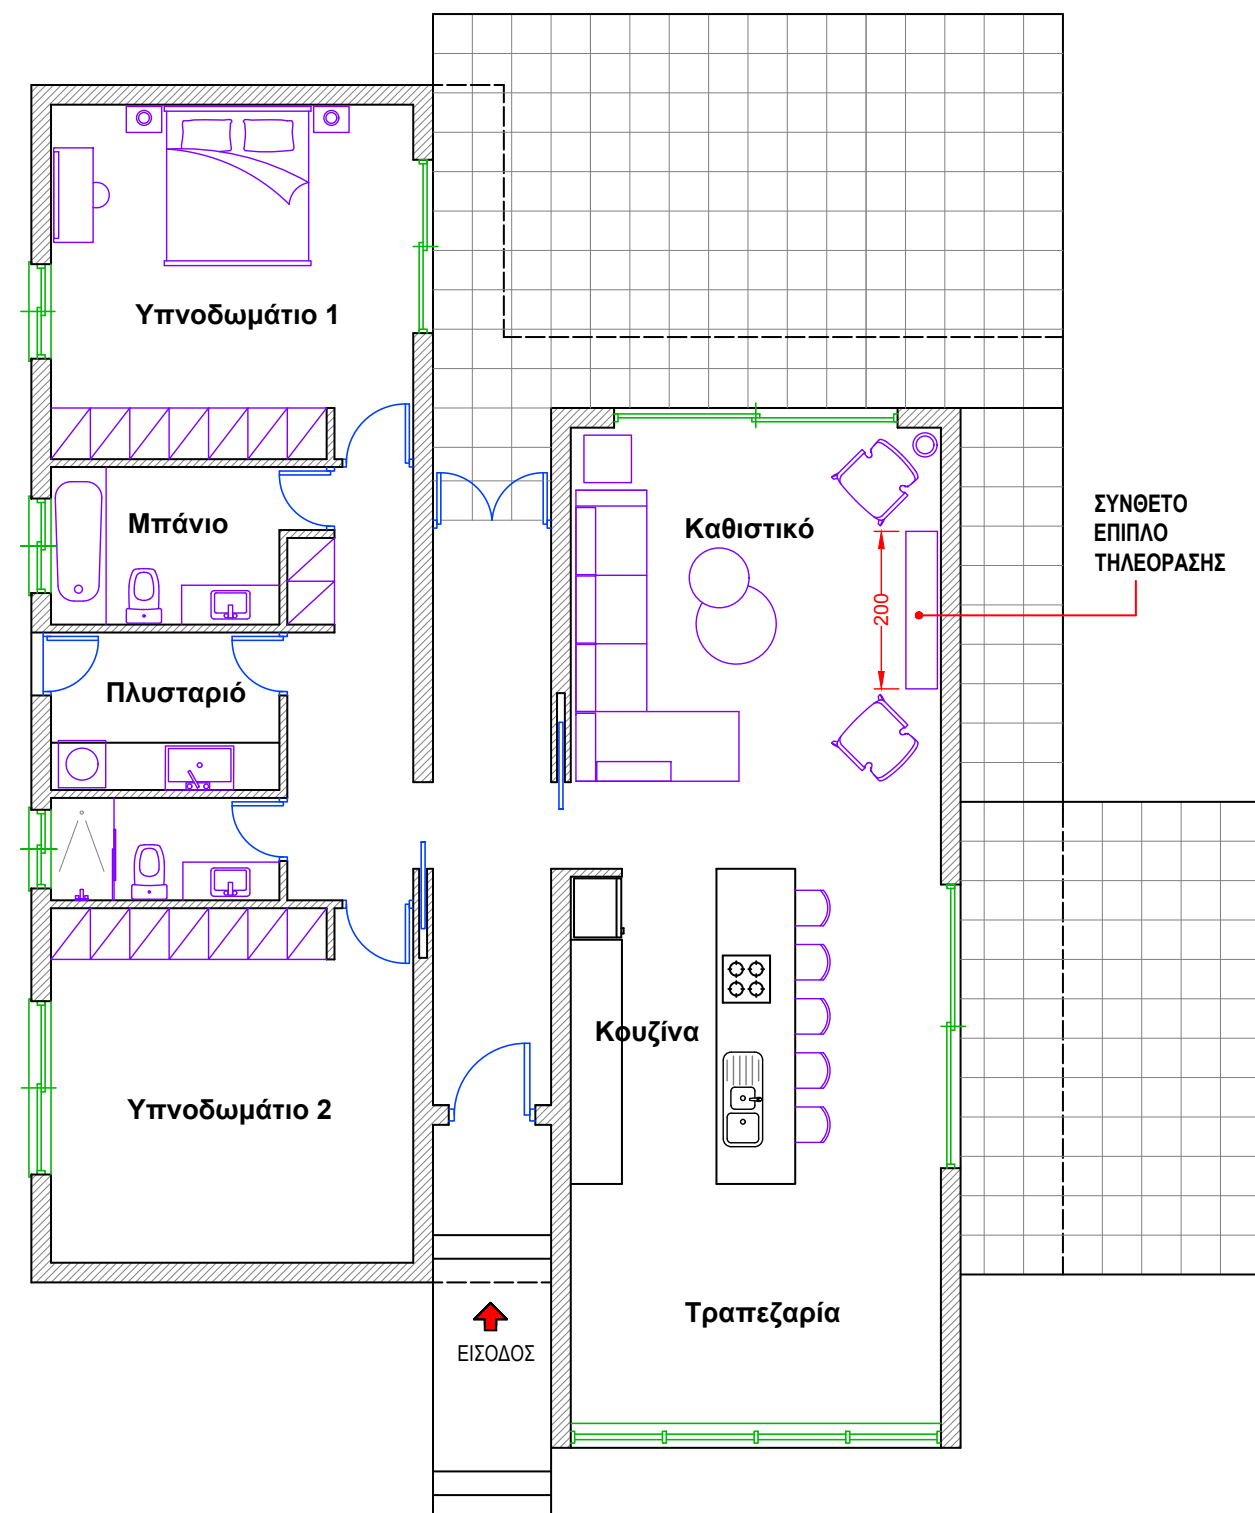 Υπνοδωμάτιο 1
Μπάνιο
Καθιστικό
ΣΥΝΘΕΤΟ
ΕΠΙΠΛΟ
ΤΗΛΕΟΡΑΣΗΣ
200
Πλυσταριό
Κουζίνα
Υπνοδωμάτιο 2
Τραπεζαρία
ΕΙΣΟΔΟΣ